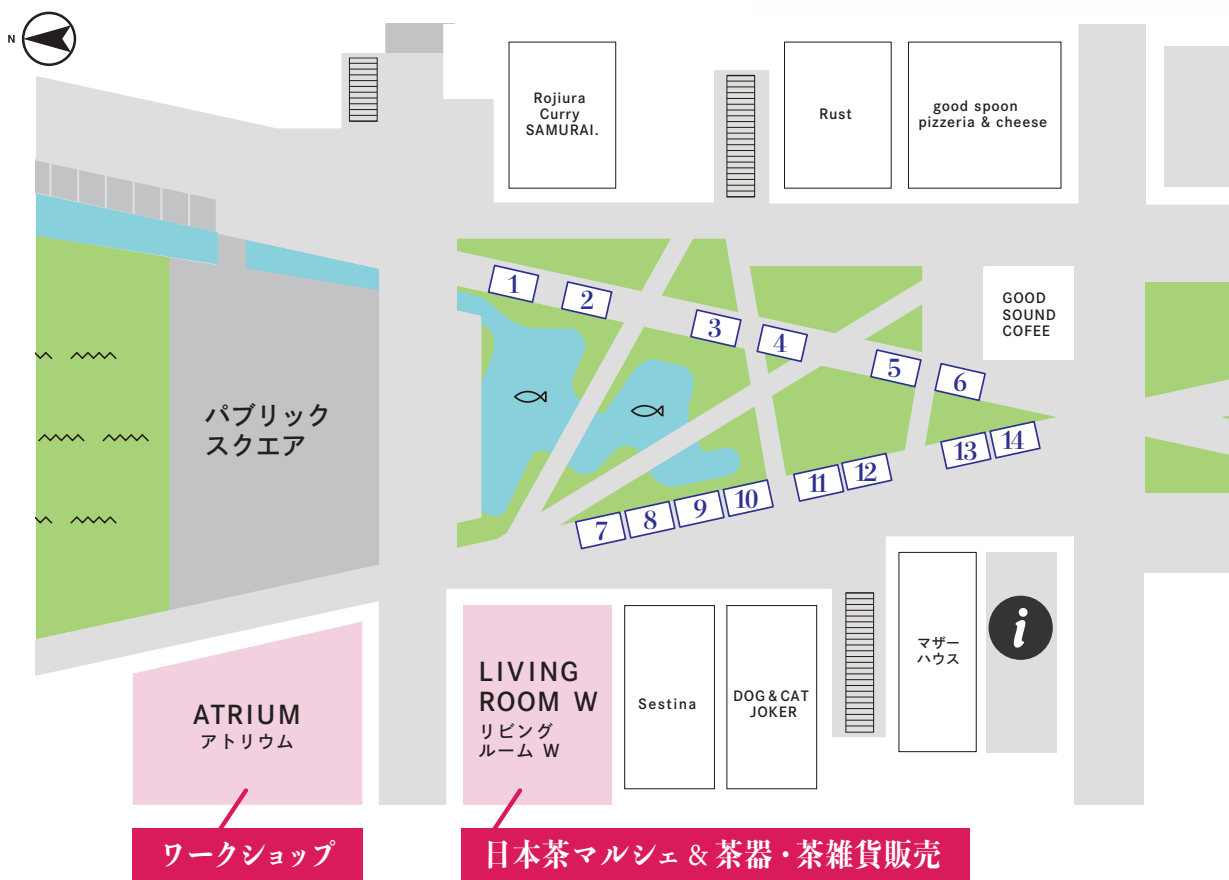 N
Rojiura
Curry
SAMURAI.
Rust
good spoon
pizzeria & cheese
GOOD
SOUND
COFEE
1
2
3
4
5
6
パブリック
スクエア
7
8
9
10
11
12
13
14
マザー
ハウス
i
LIVING
ROOM W
リビング
ルーム W
Sestina
DOG & CAT
JOKER
ATRIUM
アトリウム
ワークショップ
日本茶マルシェ & 茶器・茶雑貨販売